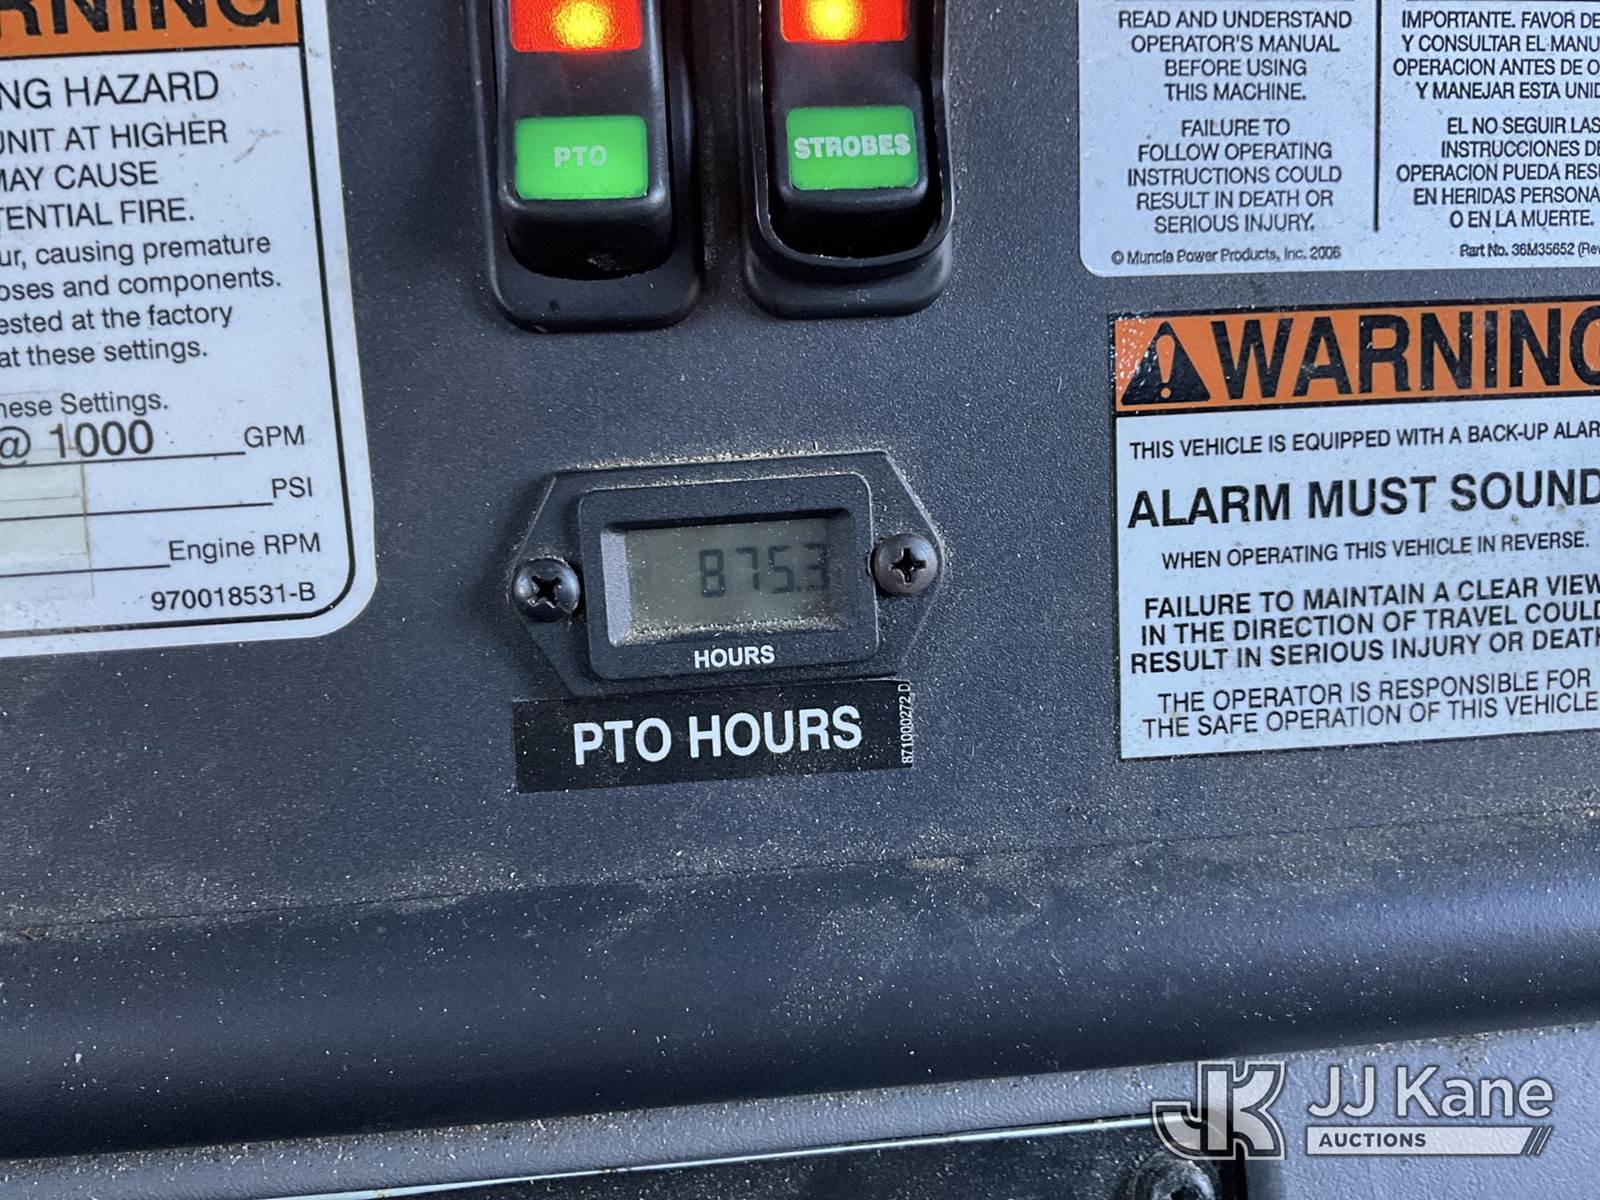 RNING
NG HAZARD
UNIT AT HIGHER
MAY CAUSE
TENTIAL FIRE.
ur, causing premature
oses and components.
ested at the factory
at these settings.
hese Settings.
@ 1000 GPM
PSI
Engine RPM
970018531-B
PTO
STROBES
READ AND UNDERSTAND
OPERATOR'S MANUAL
BEFORE USING
THIS MACHINE.
FAILURE TO
FOLLOW OPERATING
INSTRUCTIONS COULD
RESULT IN DEATH OR
SERIOUS INJURY.
© Muncie Power Products, Inc. 2006
IMPORTANTE. FAVOR DE
Y CONSULTAR EL MANU
OPERACION ANTES DE O
Y MANEJAR ESTA UNID
EL NO SEGUIR LAS
INSTRUCCIONES DE
OPERACION PUEDA RESU
EN HERIDAS PERSONA
O EN LA MUERTE.
Part No. 36M35652 (Rev
875.3
HOURS
PTO HOURS
871000272_D
WARNING
THIS VEHICLE IS EQUIPPED WITH A BACK-UP ALAR
ALARM MUST SOUND
WHEN OPERATING THIS VEHICLE IN REVERSE.
FAILURE TO MAINTAIN A CLEAR VIEW
IN THE DIRECTION OF TRAVEL COULD
RESULT IN SERIOUS INJURY OR DEATH
THE OPERATOR IS RESPONSIBLE FOR
THE SAFE OPERATION OF THIS VEHICLE
JK JJ Kane
AUCTIONS